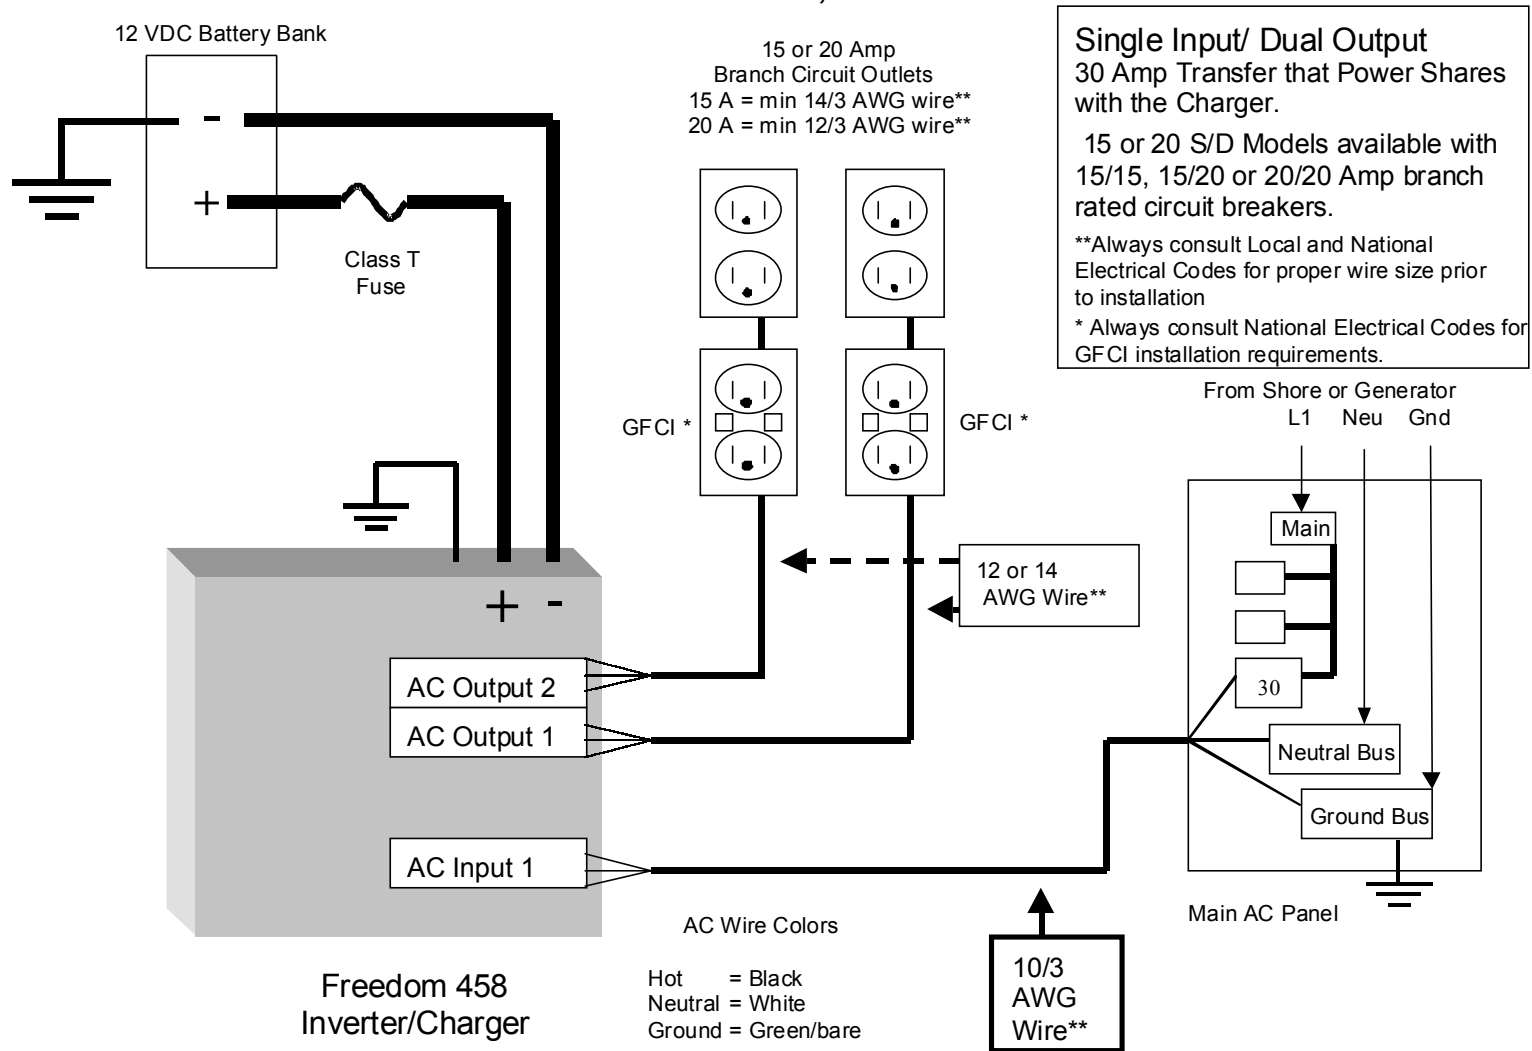 12 VDC Battery Bank
-
+
Class T
Fuse
15 or 20 Amp
Branch Circuit Outlets
15 A = min 14/3 AWG wire**
20 A = min 12/3 AWG wire**
Single Input/ Dual Output
30 Amp Transfer that Power Shares
with the Charger.
15 or 20 S/D Models available with
15/15, 15/20 or 20/20 Amp branch
rated circuit breakers.
**Always consult Local and National
Electrical Codes for proper wire size prior
to installation
* Always consult National Electrical Codes for
GFCI installation requirements.
GFCI *
GFCI *
From Shore or Generator
L1 Neu Gnd
Main
30
Neutral Bus
Ground Bus
Main AC Panel
12 or 14
AWG Wire**
+ -
AC Output 2
AC Output 1
AC Input 1
AC Wire Colors
Hot = Black
Neutral = White
Ground = Green/bare
10/3
AWG
Wire**
Freedom 458
Inverter/Charger